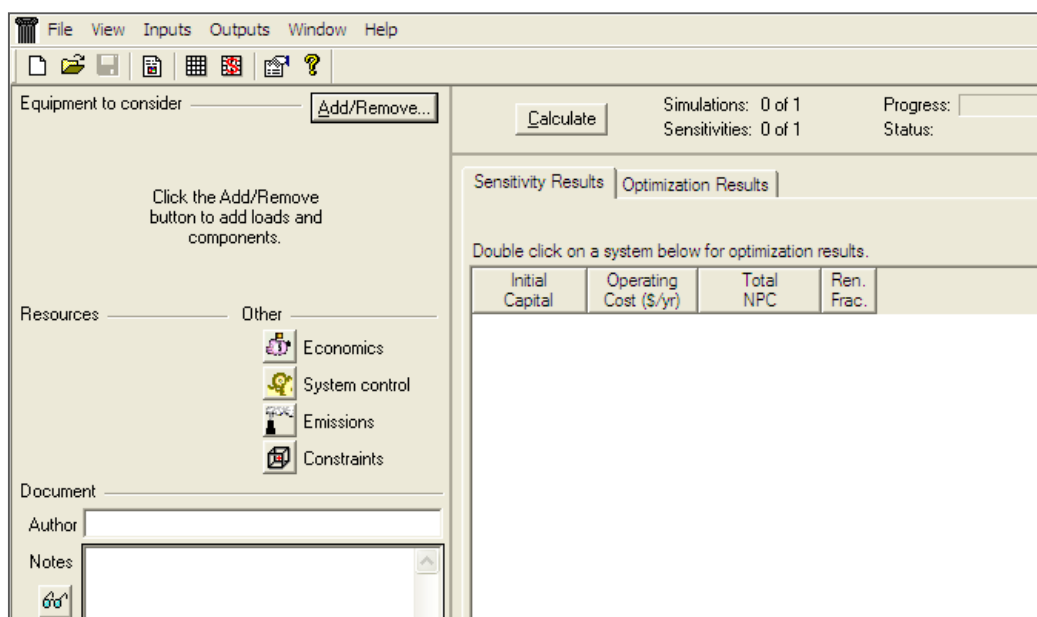 File View Inputs Outputs Window Help
Equipment to consider
Add/Remove...
Click the Add/Remove
button to add loads and
components.
Resources
Other
Economics
System control
Emissions
Constraints
Document
Author
Notes
Calculate
Simulations: 0 of 1
Sensitivities: 0 of 1
Progress:
Status:
Sensitivity Results
Optimization Results
Double click on a system below for optimization results.
Initial
Capital
Operating
Cost ($/yr)
Total
NPC
Ren.
Frac.